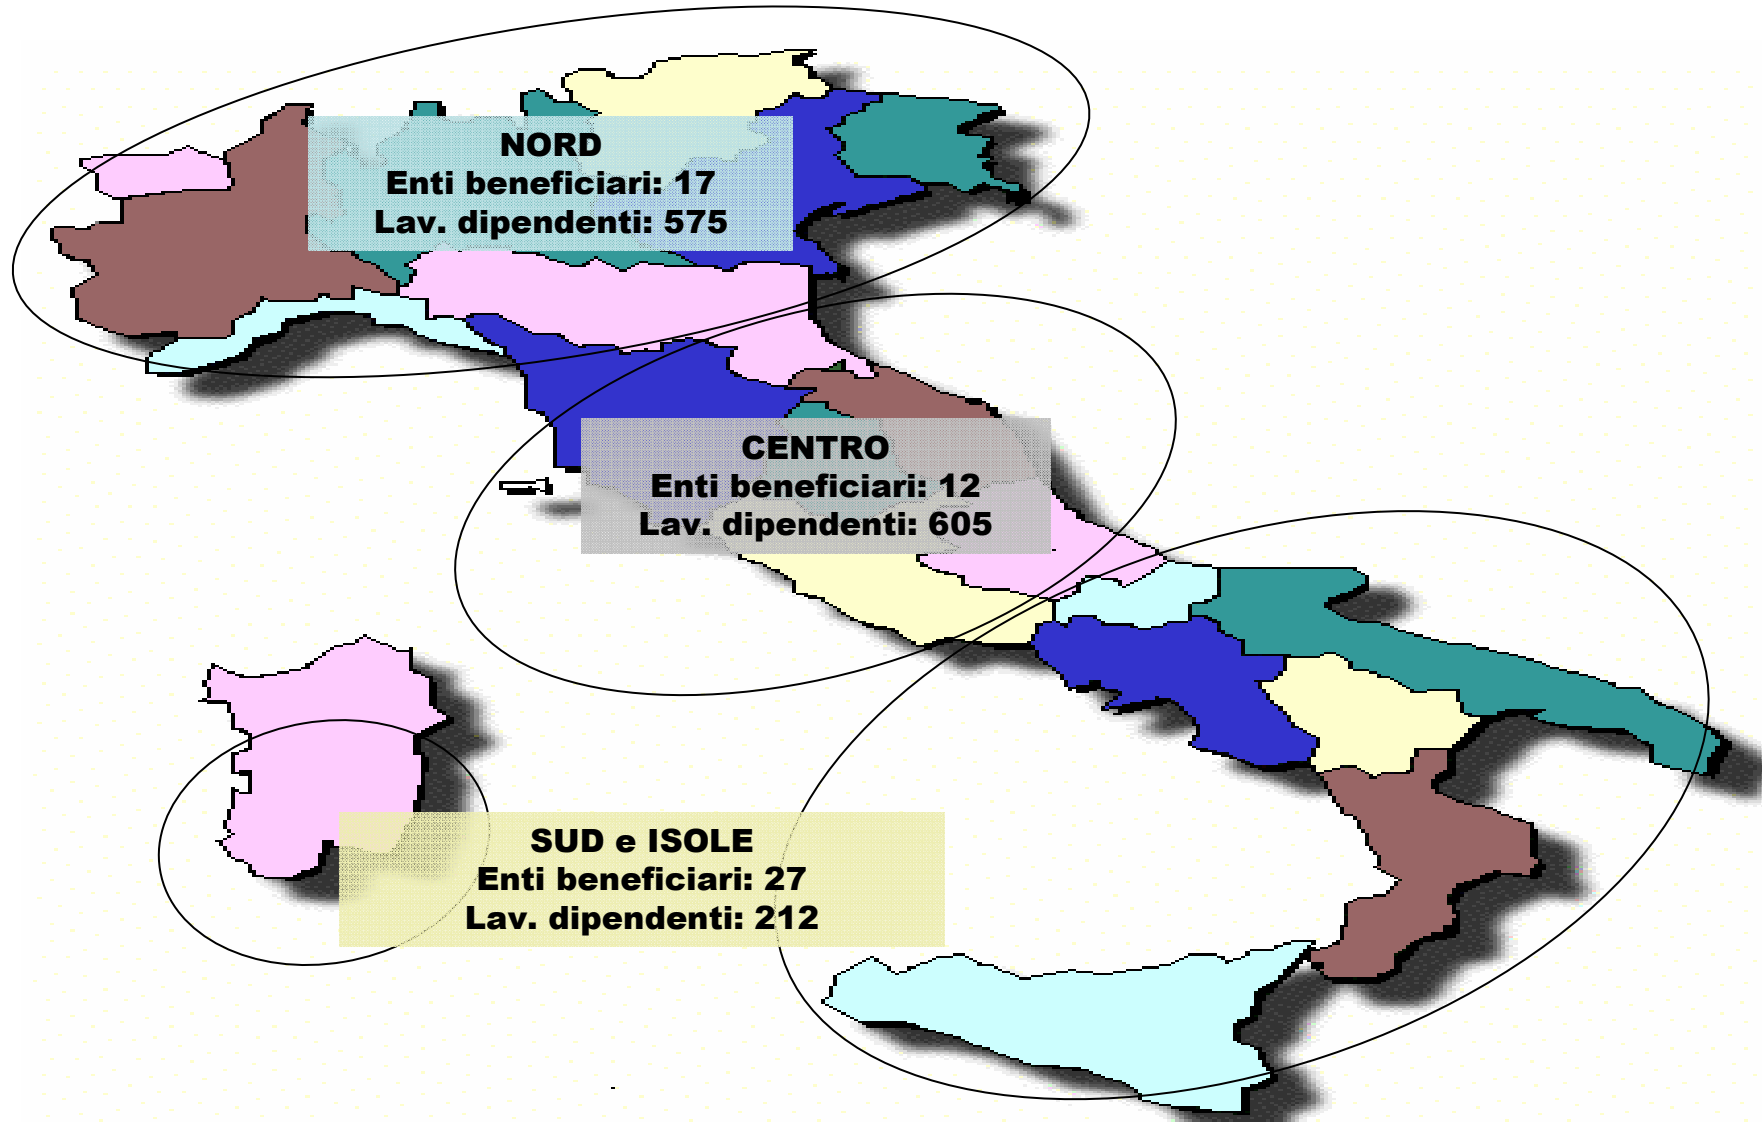 NORD
Enti beneficiari: 17
Lav. dipendenti: 575
CENTRO
Enti beneficiari: 12
Lav. dipendenti: 605
SUD e ISOLE
Enti beneficiari: 27
Lav. dipendenti: 212